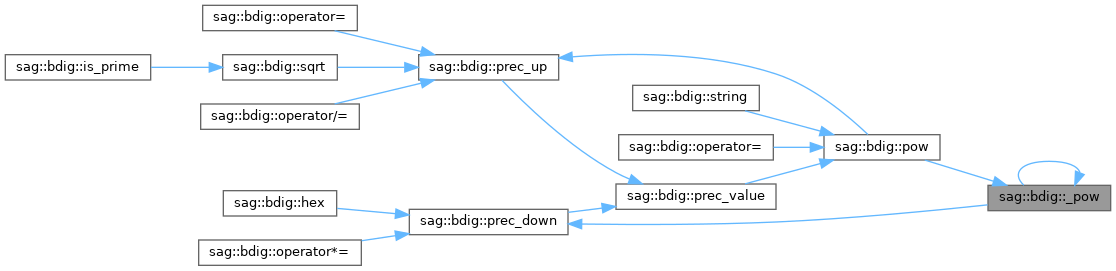 sag::bdig::operator=
sag::bdig::is_prime
sag::bdig::sqrt
sag::bdig::prec_up
sag::bdig::operator/=
sag::bdig::string
sag::bdig::operator=
sag::bdig::pow
sag::bdig::prec_value
sag::bdig::_pow
sag::bdig::hex
sag::bdig::prec_down
sag::bdig::operator*=